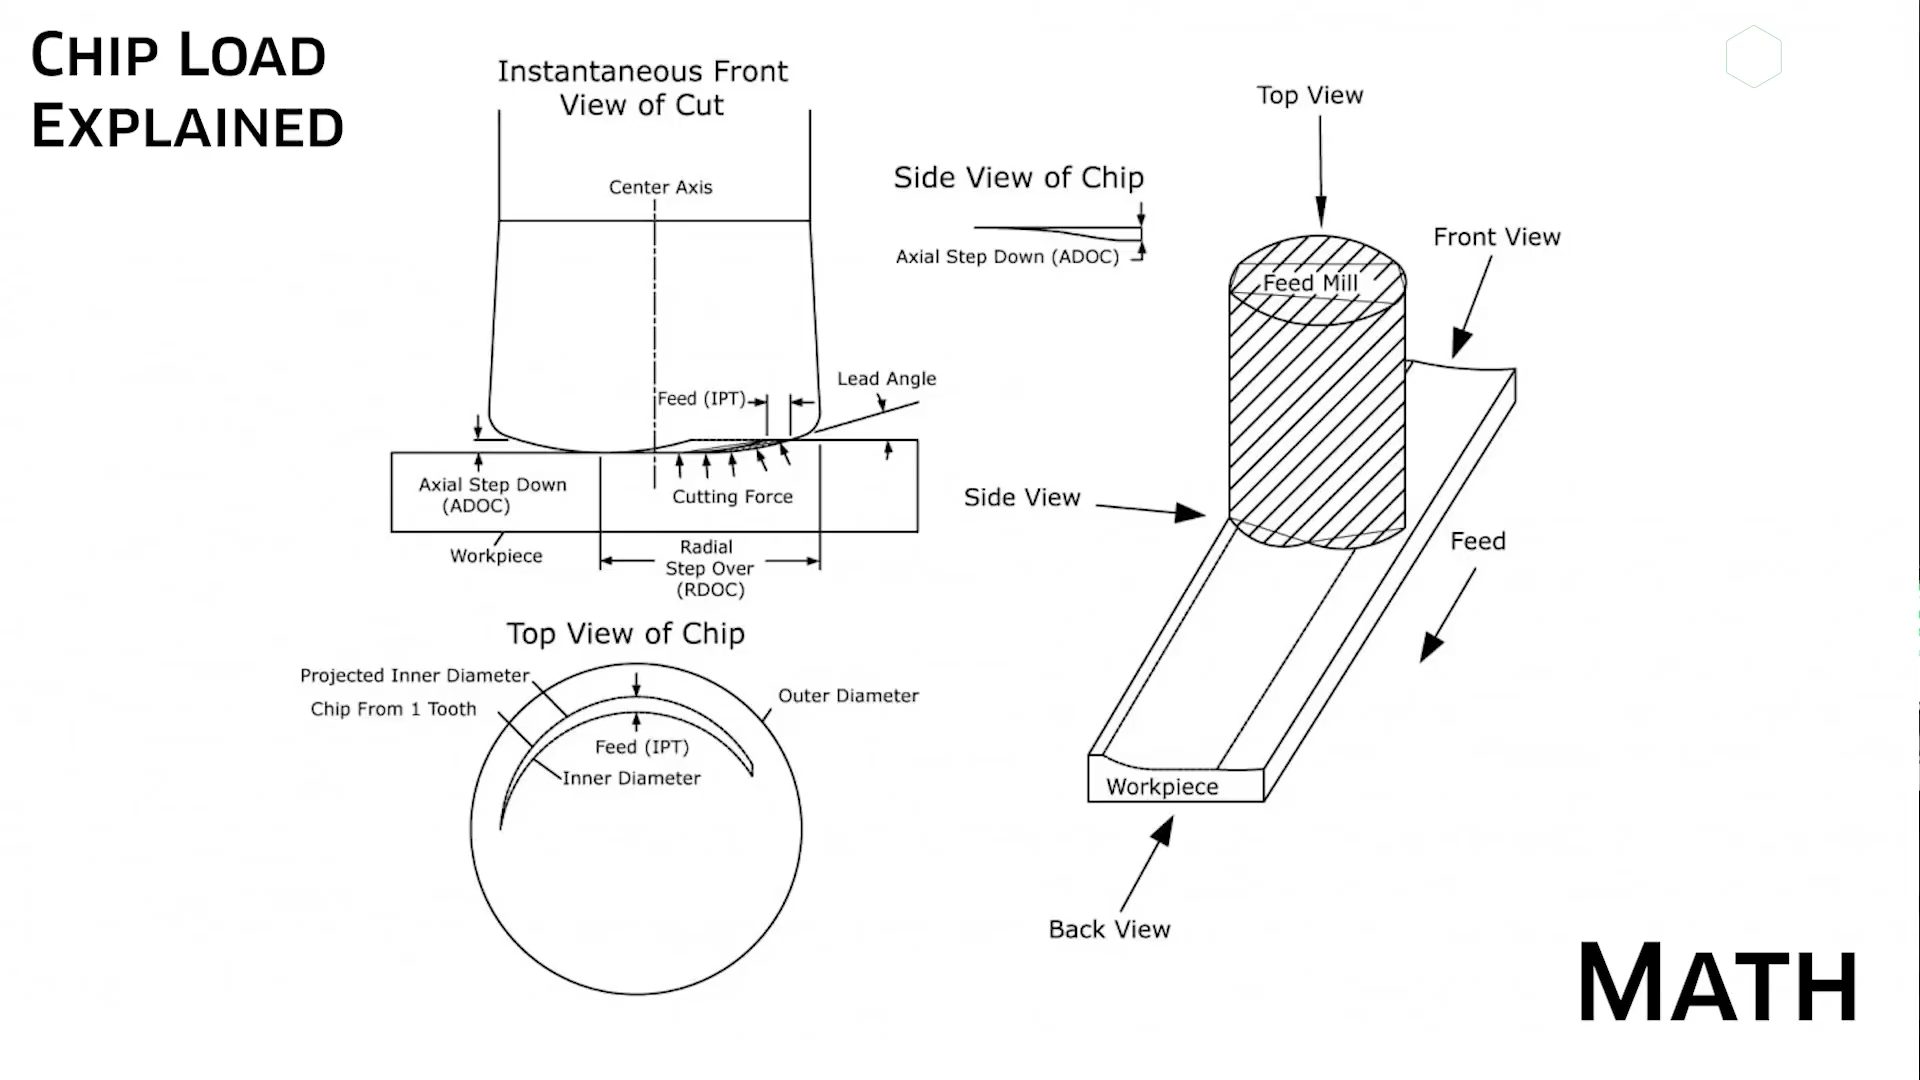 CHIP LOAD
EXPLAINED
Instantaneous Front
View of Cut
Center Axis
Feed (IPT)
Lead Angle
Axial Step Down
(ADOC)
Cutting Force
Workpiece
Radial
Step Over
(RDOC)
Side View of Chip
Axial Step Down (ADOC)
Top View
Front View
Feed Mill
Side View
Feed
Workpiece
Back View
Top View of Chip
Projected Inner Diameter
Chip From 1 Tooth
Outer Diameter
Feed (IPT)
Inner Diameter
MATH